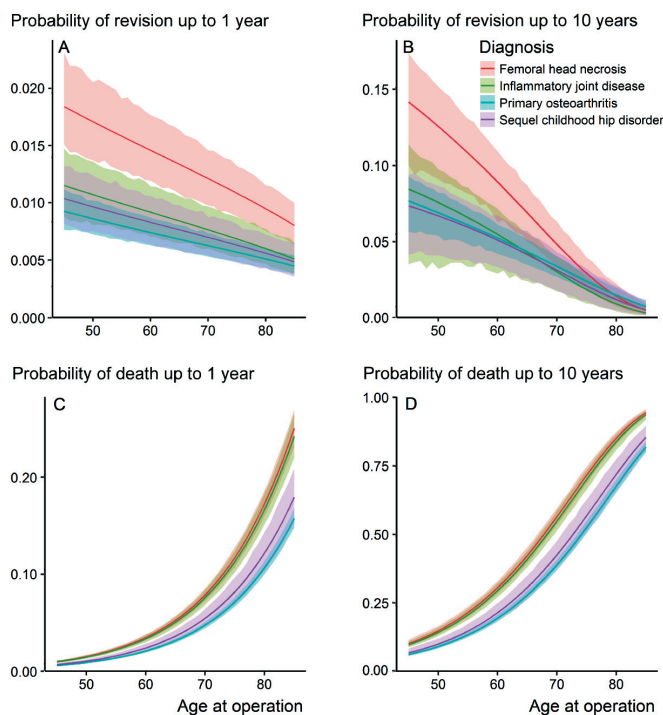 Probability of revision up to 1 year
A
0.020
0.015
0.010
0.005
0.000
50 60 70 80
Probability of revision up to 10 years
B
Diagnosis
Femoral head necrosis
Inflammatory joint disease
Primary osteoarthritis
Sequel childhood hip disorder
0.15
0.10
0.05
0.00
50 60 70 80
Probability of death up to 1 year
C
0.20
0.10
0.00
50 60 70 80
Age at operation
Probability of death up to 10 years
D
1.00
0.75
0.50
0.25
0.00
50 60 70 80
Age at operation